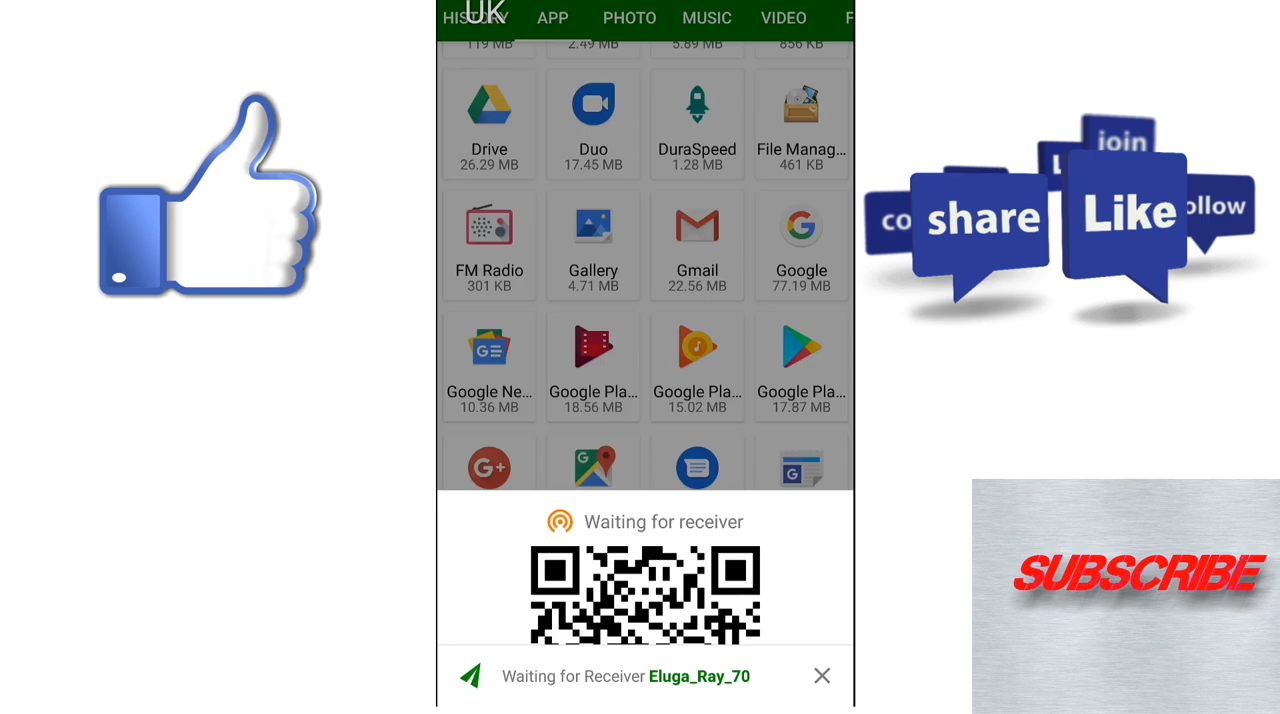 UK
HISTORY APP PHOTO MUSIC VIDEO F
119 MB 2.49 MB 5.89 MB 856 KB
Drive Duo DuraSpeed File Manag...
26.29 MB 17.45 MB 1.28 MB 461 KB
FM Radio Gallery Gmail Google
301 KB 4.71 MB 22.56 MB 77.19 MB
Google Ne... Google Pla... Google Pla... Google Pla...
10.36 MB 18.56 MB 15.02 MB 17.87 MB
Waiting for receiver
Waiting for Receiver Eluga_Ray_70
join
L
co share Like ollow
SUBSCRIBE